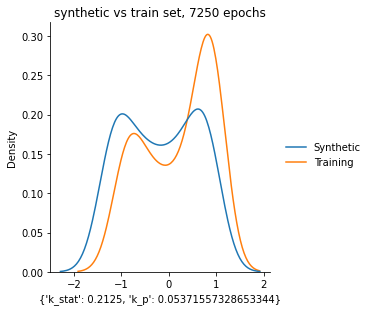 synthetic vs train set, 7250 epochs
0.30
0.25
0.20
0.15
0.10
0.05
0.00
Density
Synthetic
Training
−2 −1 0 1 2
{'k_stat': 0.2125, 'k_p': 0.05371557328653344}